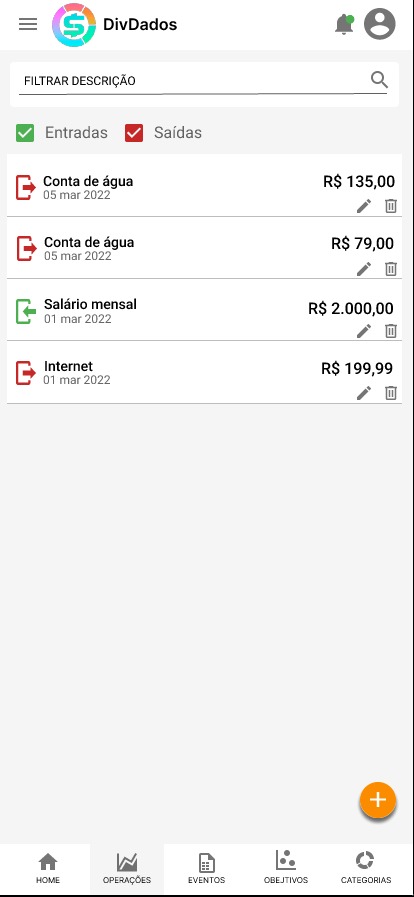 DivDados
FILTRAR DESCRIÇÃO
Entradas Saídas
Conta de água R$ 135,00
05 mar 2022
Conta de água R$ 79,00
05 mar 2022
Salário mensal R$ 2.000,00
01 mar 2022
Internet R$ 199,99
01 mar 2022
+
HOME OPERAÇÕES EVENTOS OBEJTIVOS CATEGORIAS